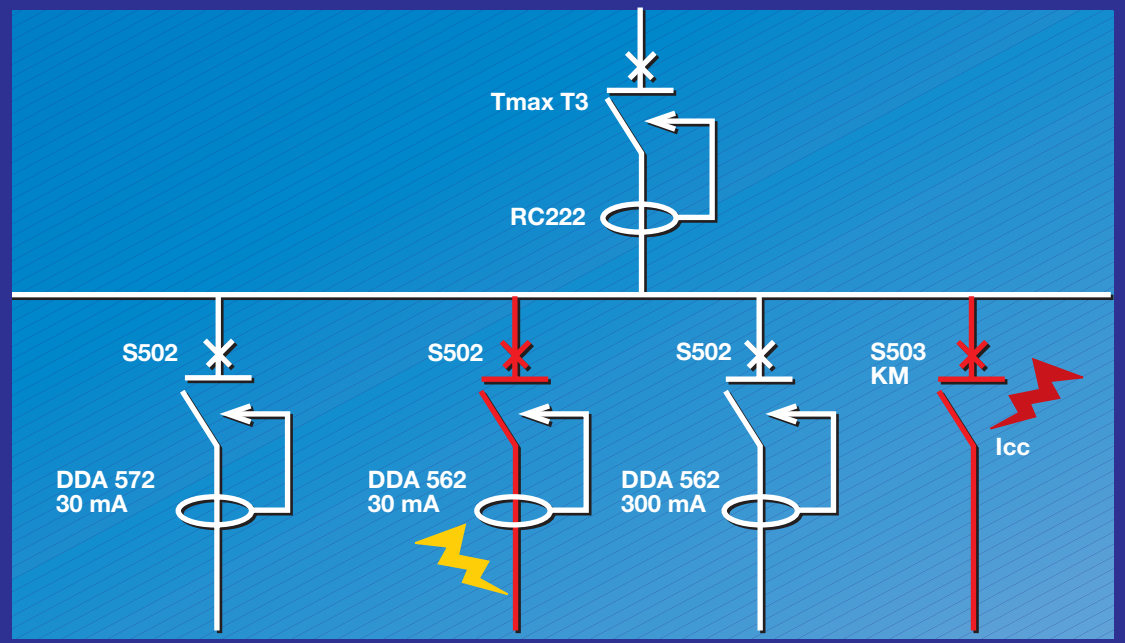 Tmax T3
RC222
S502
S502
S502
S503
KM
Icc
DDA 572
30 mA
DDA 562
30 mA
DDA 562
300 mA